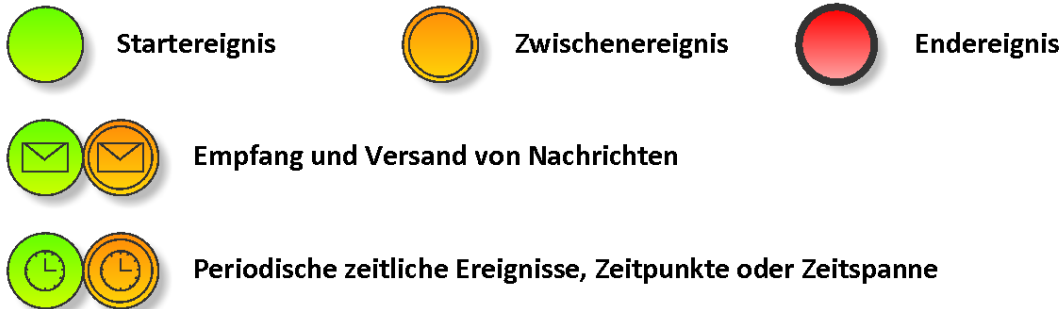 Startereignis Zwischenereignis Endereignis
Empfang und Versand von Nachrichten
Periodische zeitliche Ereignisse, Zeitpunkte oder Zeitspanne